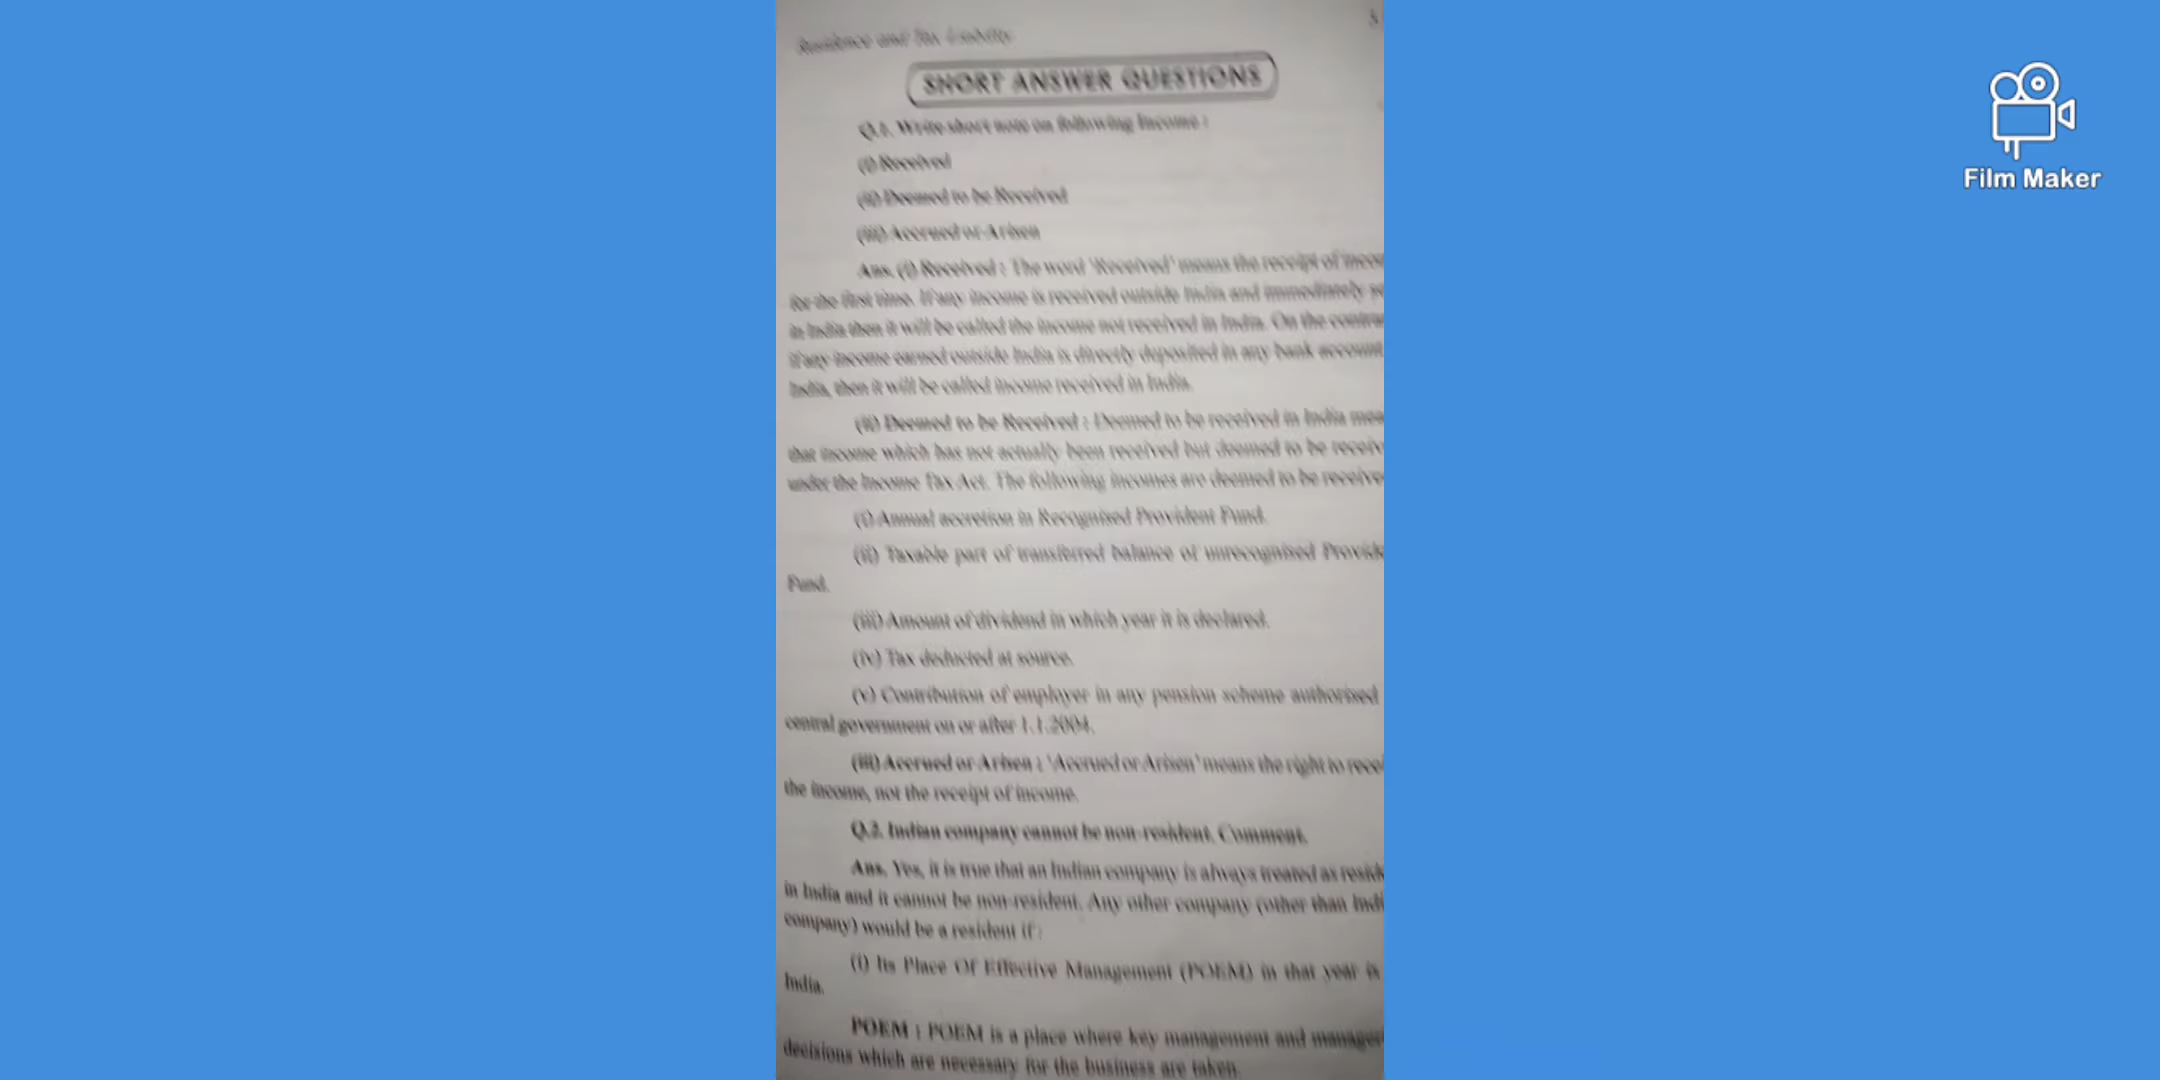 Residence and Tax Liability
SHORT ANSWER QUESTIONS
Q.1. Write short note on following Income :
(i) Received
(ii) Deemed to be Received
(iii) Accrued or Arisen
Ans. (i) Received : The word 'Received' means the receipt of
for the first time. If any income is received outside India and immediately
in India then it will be called the income not received in India. On the
if any income earned outside India is directly deposited in any bank account
India, then it will be called income received in India.
(ii) Deemed to be Received : Deemed to be received in India
that income which has not actually been received but deemed to be
under the Income Tax Act. The following incomes are deemed to be
(i) Annual accretion in Recognised Provident Fund.
(ii) Taxable part of transferred balance of unrecognised
Fund.
(iii) Amount of dividend in which year it is declared.
(iv) Tax deducted at source.
(v) Contribution of employer in any pension scheme authorised
central government on or after 1.1.2004.
(iii) Accrued or Arisen : 'Accrued or Arisen' means the right to
the income, not the receipt of income.
Q.2. Indian company cannot be non-resident. Comment.
Ans. Yes, it is true that an Indian company is always treated as
in India and it cannot be non-resident. Any other company (other than
company) would be a resident if :
(i) Its Place Of Effective Management (POEM) in that year is
India.
POEM : POEM is a place where key management and
decisions which are necessary for the business are taken.
Film Maker